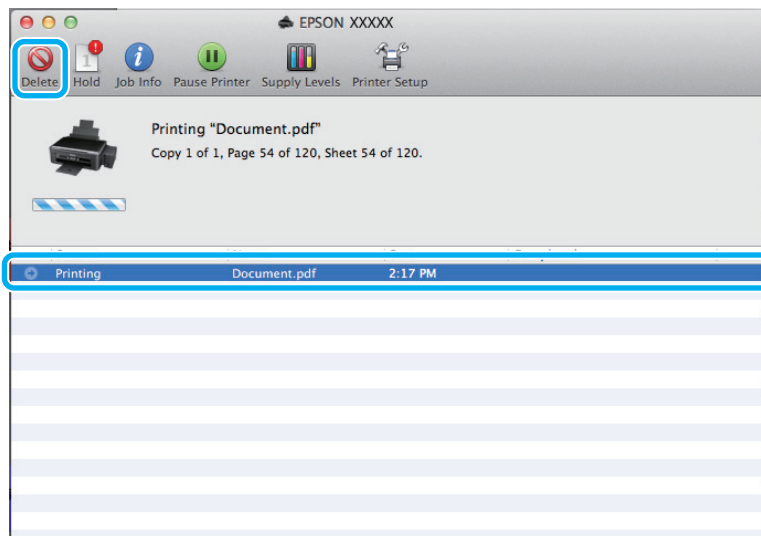 EPSON XXXXX
Delete Hold Job Info Pause Printer Supply Levels Printer Setup
Printing "Document.pdf"
Copy 1 of 1, Page 54 of 120, Sheet 54 of 120.
Printing Document.pdf 2:17 PM